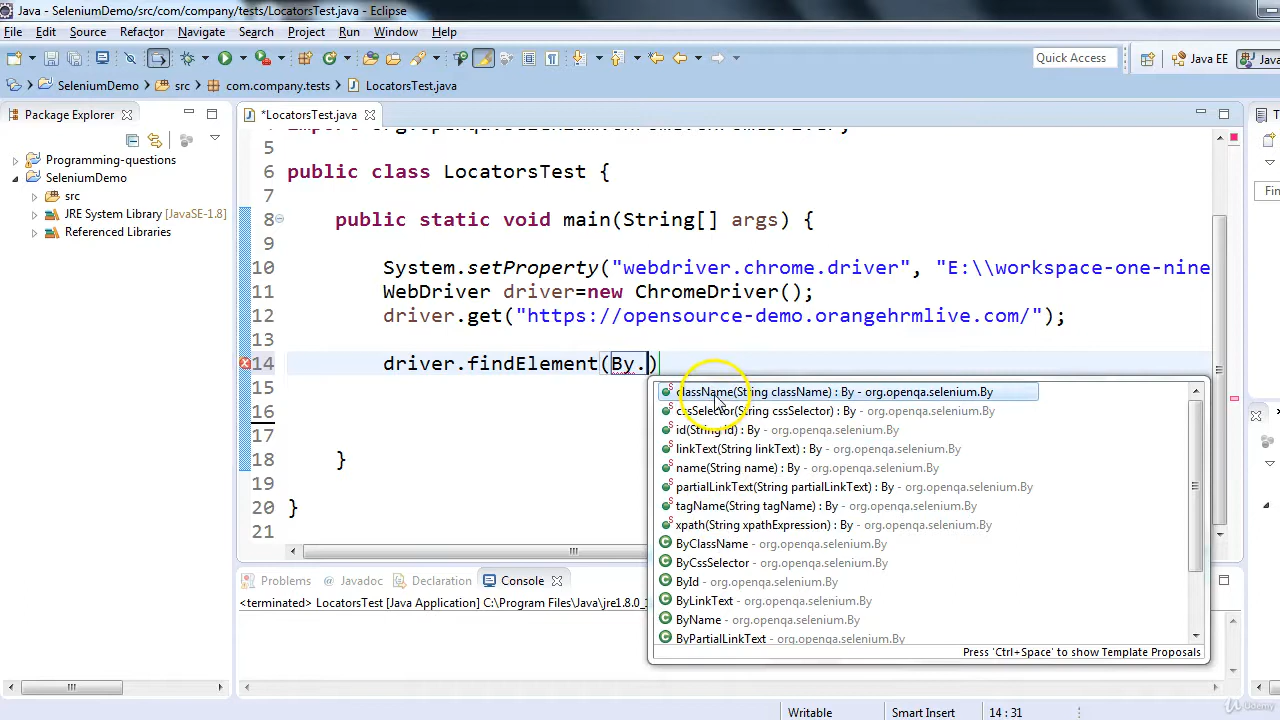 Java - SeleniumDemo/src/com/company/tests/LocatorsTest.java - Eclipse
File Edit Source Refactor Navigate Search Project Run Window Help
Quick Access
Java EE
Java
SeleniumDemo
src
com.company.tests
LocatorsTest.java
Package Explorer
Programming-questions
SeleniumDemo
src
JRE System Library [JavaSE-1.8]
Referenced Libraries
*LocatorsTest.java
5
6 public class LocatorsTest {
7
8 public static void main(String[] args) {
9
10 System.setProperty("webdriver.chrome.driver", "E:\\workspace-one-nine
11 WebDriver driver=new ChromeDriver();
12 driver.get("https://opensource-demo.orangehrmlive.com/");
13
14 driver.findElement(By.)
15
16
17
18 }
19
20 }
21
className(String className) : By - org.openqa.selenium.By
cssSelector(String cssSelector) : By - org.openqa.selenium.By
id(String id) : By - org.openqa.selenium.By
linkText(String linkText) : By - org.openqa.selenium.By
name(String name) : By - org.openqa.selenium.By
partialLinkText(String partialLinkText) : By - org.openqa.selenium.By
tagName(String tagName) : By - org.openqa.selenium.By
xpath(String xpathExpression) : By - org.openqa.selenium.By
ByClassName - org.openqa.selenium.By
ByCssSelector - org.openqa.selenium.By
ById - org.openqa.selenium.By
ByLinkText - org.openqa.selenium.By
ByName - org.openqa.selenium.By
ByPartialLinkText - org.openqa.selenium.By
Press 'Ctrl+Space' to show Template Proposals
Problems Javadoc Declaration Console
<terminated> LocatorsTest [Java Application] C:\Program Files\Java\jre1.8.0_1
Fin
Writable Smart Insert 14 : 31
Udemy